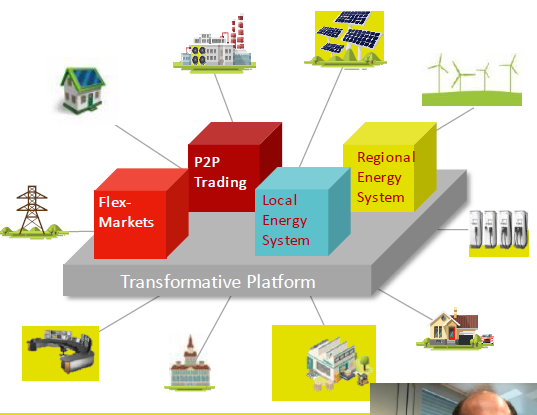 P2P
Trading
Regional
Energy
System
Flex-
Markets
Local
Energy
System
Transformative Platform